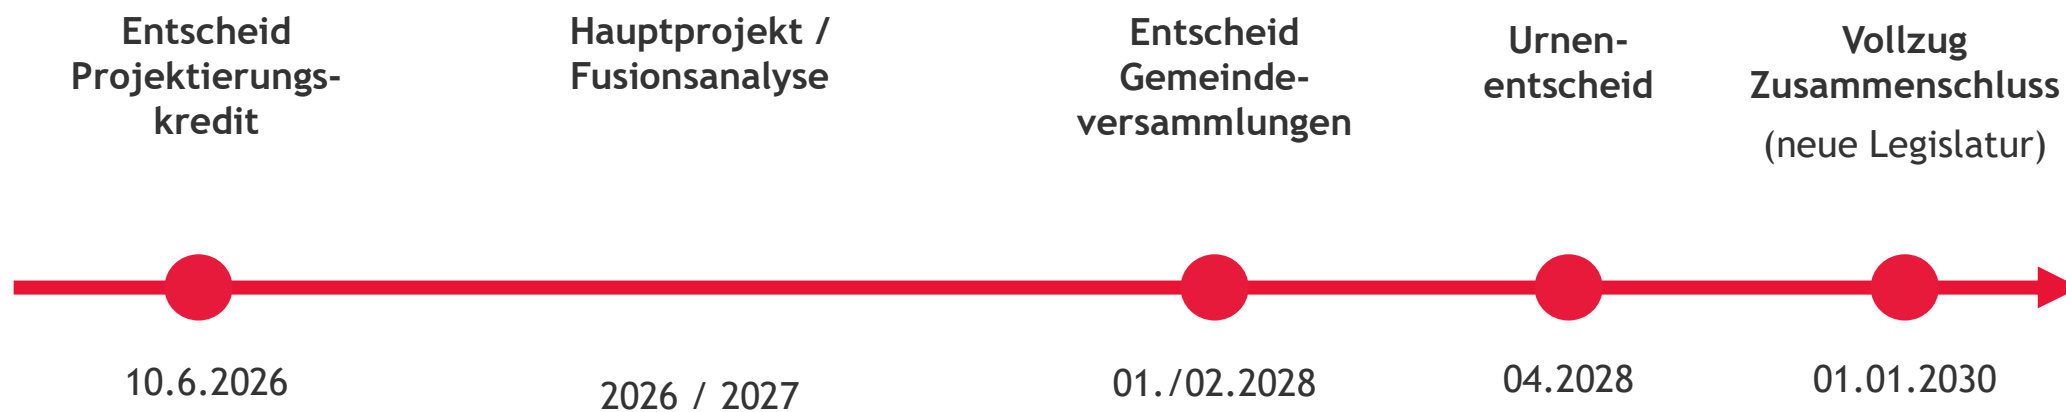 Entscheid
Projektierungs-
kredit
Hauptprojekt /
Fusionsanalyse
Entscheid
Gemeinde-
versammlungen
Urnen-
entscheid
Vollzug
Zusammenschluss
(neue Legislatur)
10.6.2026
2026 / 2027
01./02.2028
04.2028
01.01.2030